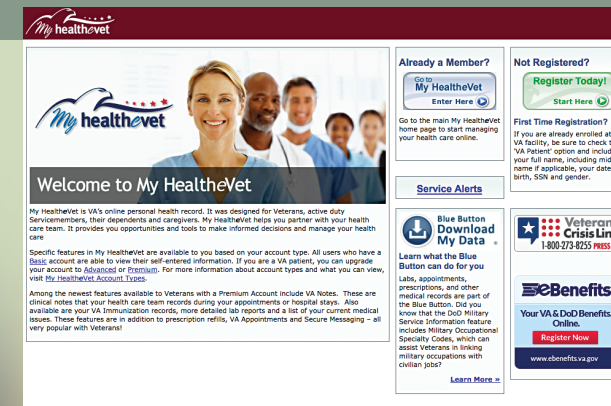 My healthevet
My healthevet
Welcome to My HealtheVet
My HealtheVet is VA's online personal health record. It was designed for Veterans, active duty
Servicemembers, their dependents and caregivers. My HealtheVet helps you partner with your health
care team. It provides you opportunities and tools to make informed decisions and manage your health
care
Specific features in My HealtheVet are available to you based on your account type. All users who have a
Basic account are able to view their self-entered information. If you are a VA patient, you can upgrade
your account to Advanced or Premium. For more information about account types and what you can view,
visit My HealtheVet Account Types.
Among the newest features available to Veterans with a Premium Account include VA Notes. These are
clinical notes that your health care team records during your appointments or hospital stays. Also
available are your VA Immunization records, more detailed lab reports and a list of your current medical
issues. These features are in addition to prescription refills, VA Appointments and Secure Messaging – all
very popular with Veterans!
Already a Member?
Go to
My HealtheVet
Enter Here
Go to the main My HealtheVet
home page to start managing
your health care online.
Service Alerts
Blue Button
Download
My Data ®
Learn what the Blue
Button can do for you
Labs, appointments,
prescriptions, and other
medical records are part of
the Blue Button. Did you
know that the DoD Military
Service Information feature
includes Military Occupational
Specialty Codes, which can
assist Veterans in linking
military occupations with
civilian jobs?
Learn More »
Not Registered?
Register Today!
Start Here
First Time Registration?
If you are already enrolled at
VA facility, be sure to check t
'VA Patient' option and includ
your full name, including mid
name if applicable, your date
birth, SSN and gender.
Veteran
Crisis Lin
1-800-273-8255 PRESS
eBenefits
Your VA & DoD Benefits.
Online.
Register Now
www.ebenefits.va.gov